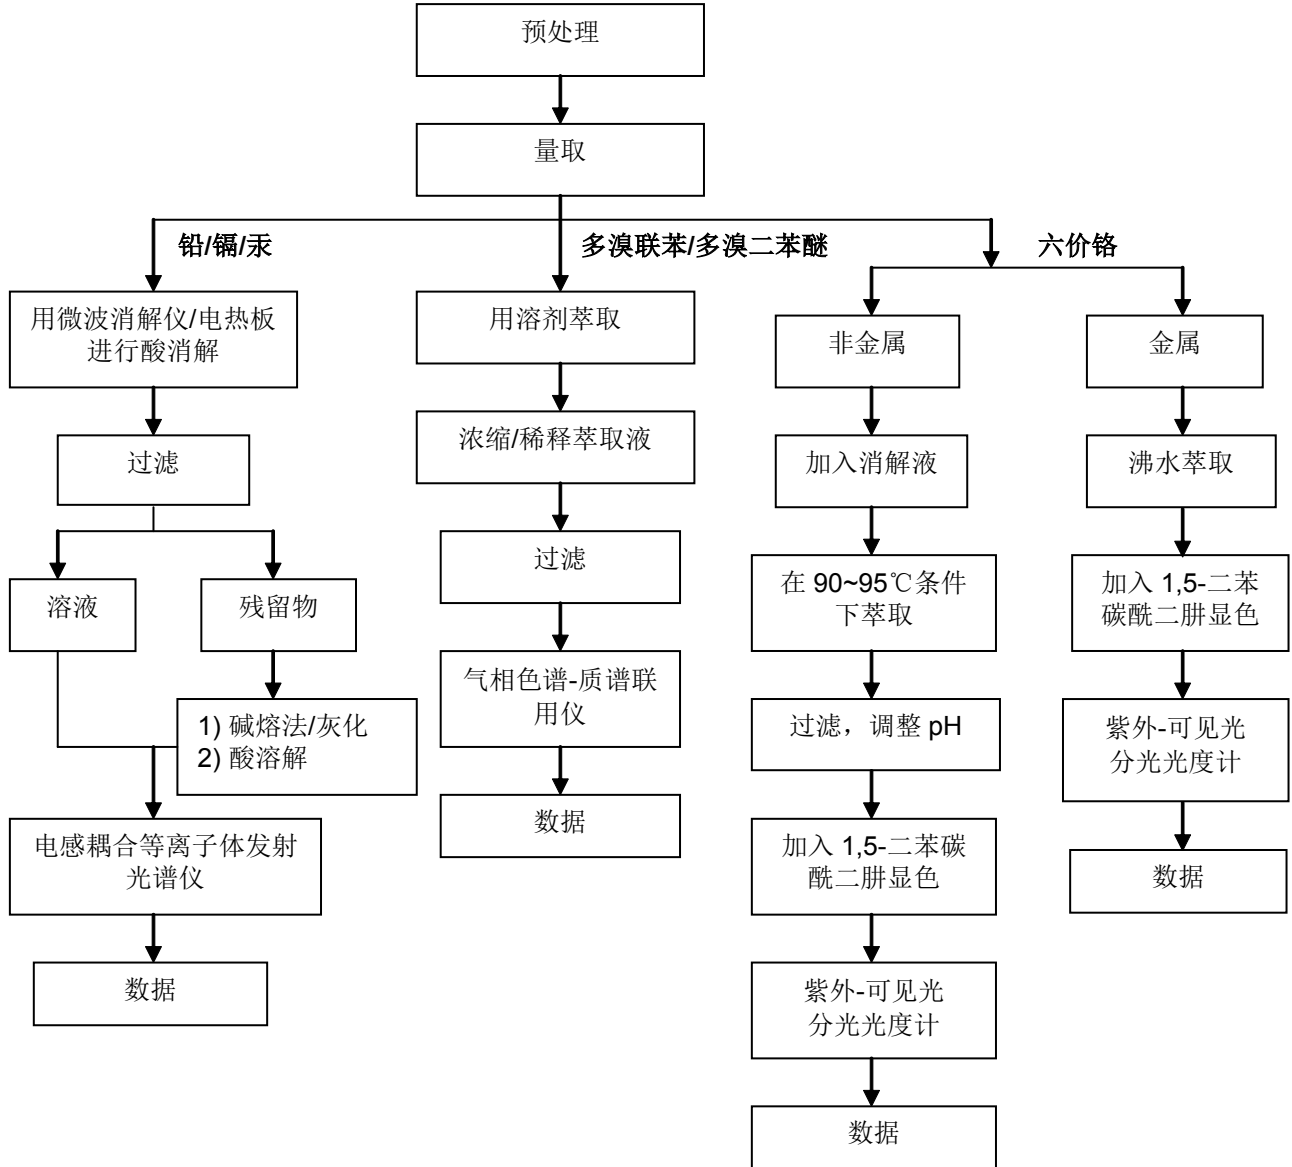 预处理
量取
铅/镉/汞
多溴联苯/多溴二苯醚
六价铬
用微波消解仪/电热板
进行酸消解
过滤
溶液
残留物
1) 碱熔法/灰化
2) 酸溶解
电感耦合等离子体发射
光谱仪
数据
用溶剂萃取
浓缩/稀释萃取液
过滤
气相色谱-质谱联
用仪
数据
非金属
加入消解液
在 90~95℃条件
下萃取
过滤，调整 pH
加入 1,5-二苯碳
酰二肼显色
紫外-可见光
分光光度计
数据
金属
沸水萃取
加入 1,5-二苯
碳酰二肼显色
紫外-可见光
分光光度计
数据